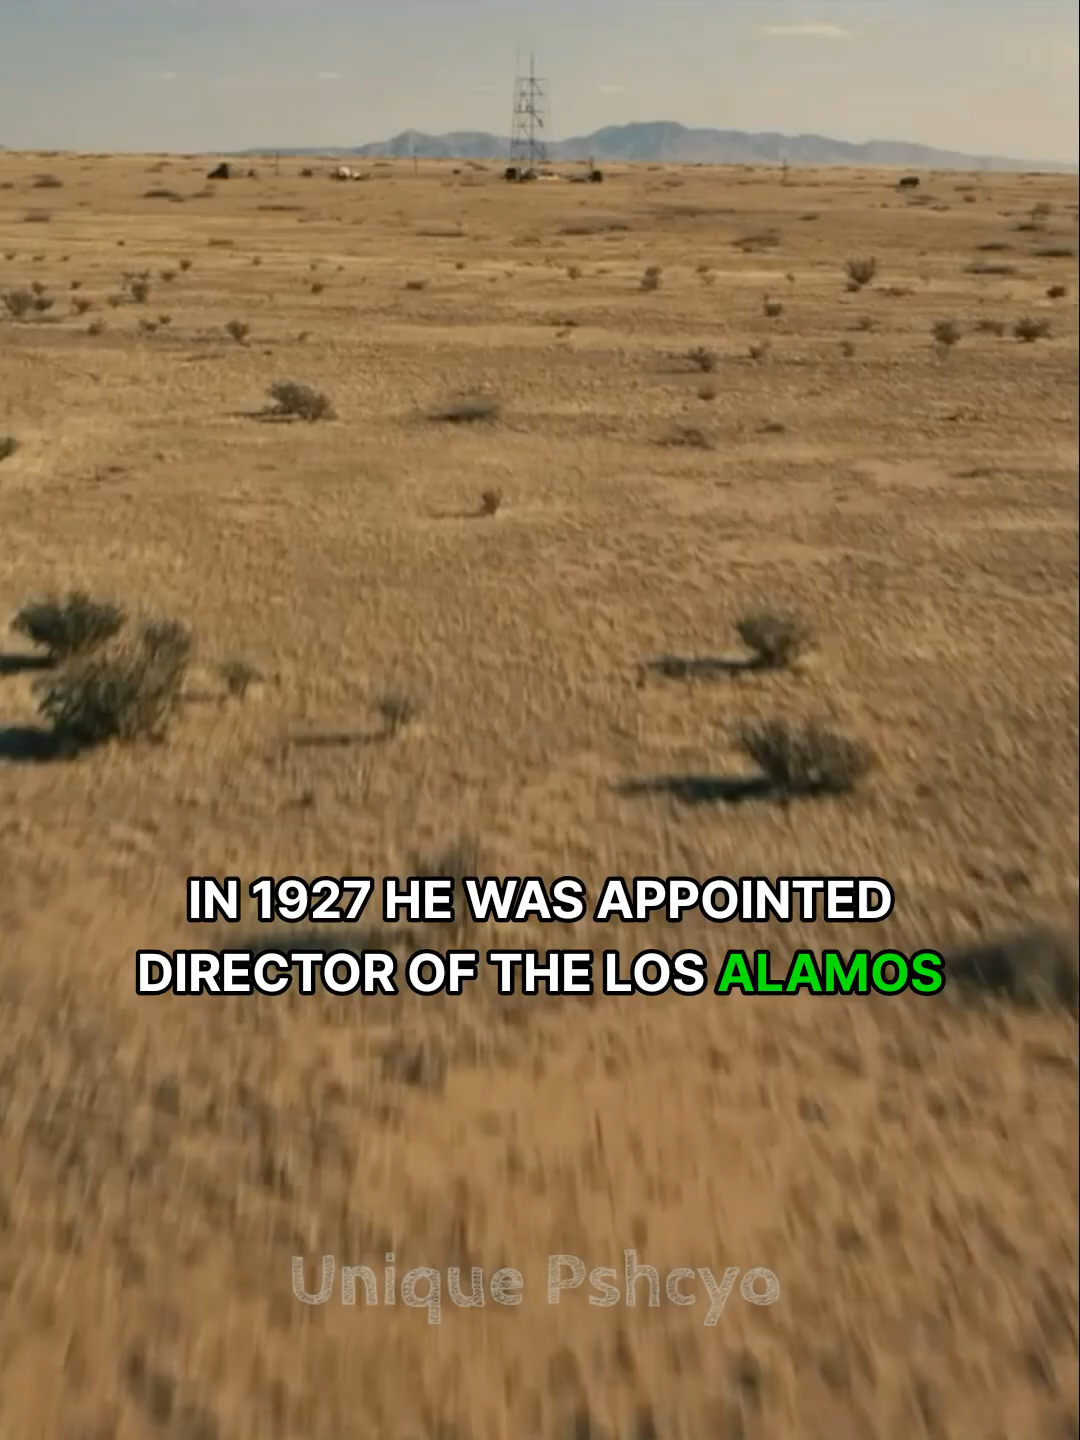 IN 1927 HE WAS APPOINTED
DIRECTOR OF THE LOS ALAMOS
Unique Pshcyo